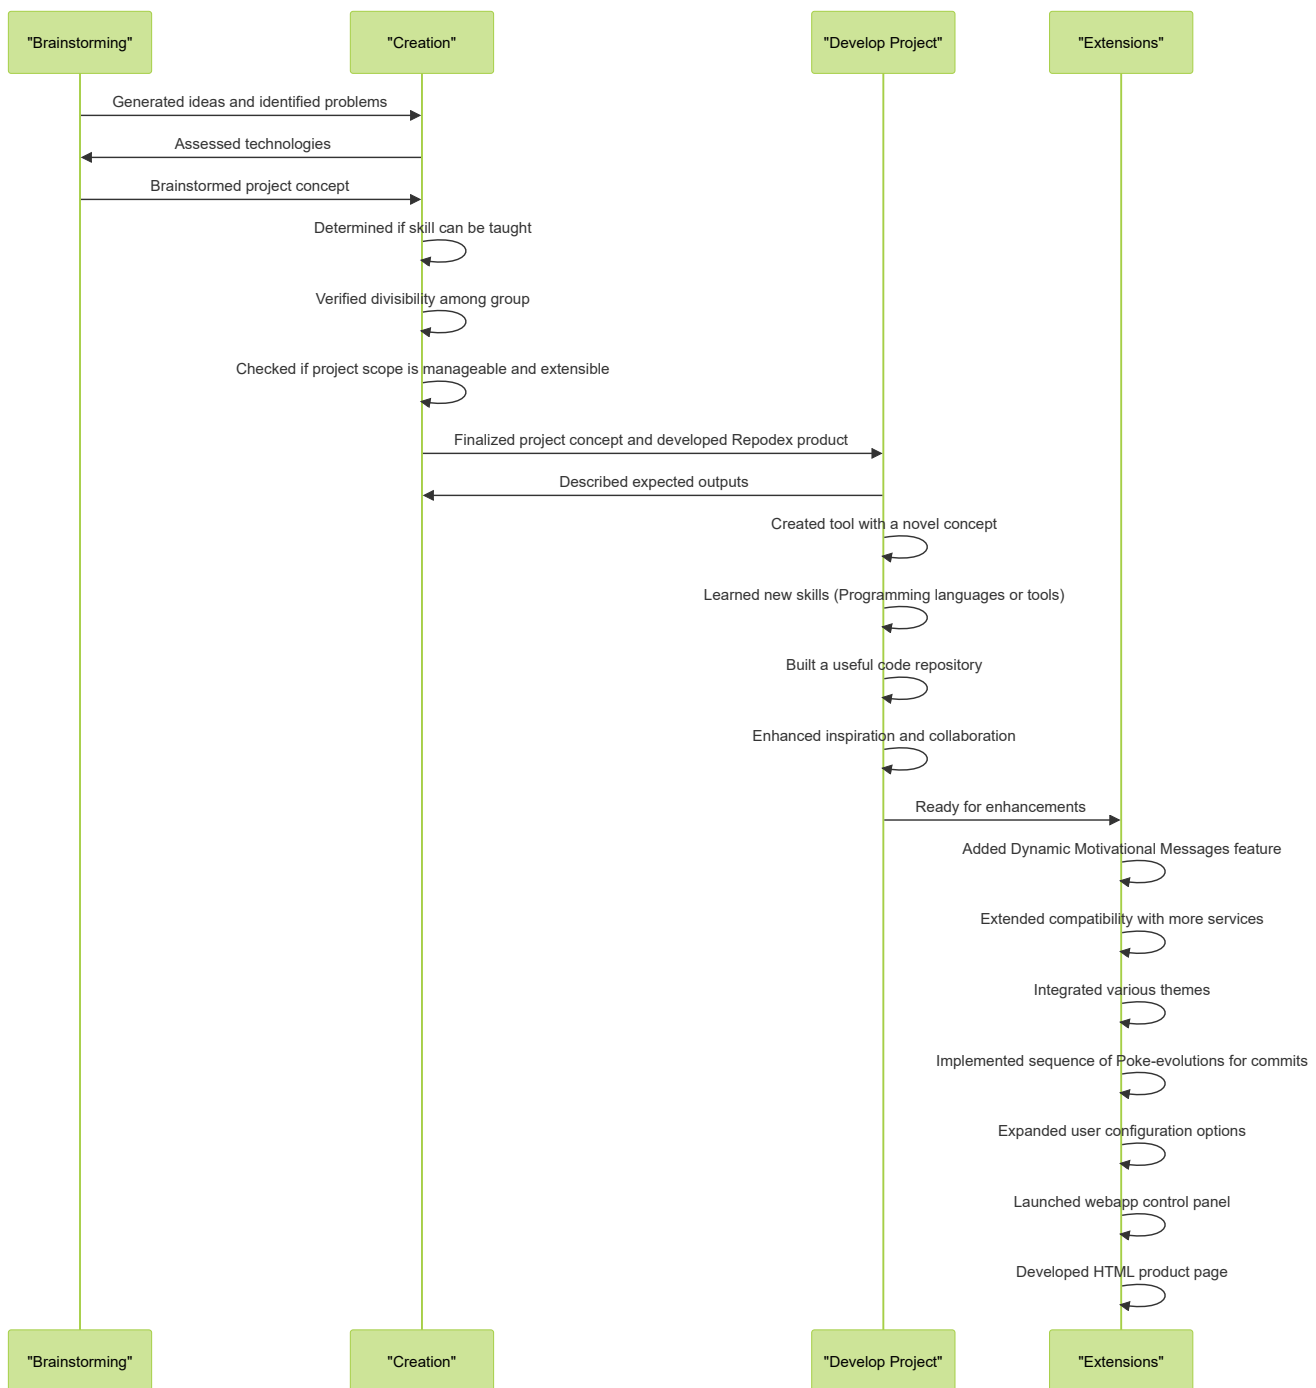 "Brainstorming"
"Creation"
"Develop Project"
"Extensions"
Generated ideas and identified problems
Assessed technologies
Brainstormed project concept
Determined if skill can be taught
Verified divisibility among group
Checked if project scope is manageable and extensible
Finalized project concept and developed Repodex product
Described expected outputs
Created tool with a novel concept
Learned new skills (Programming languages or tools)
Built a useful code repository
Enhanced inspiration and collaboration
Ready for enhancements
Added Dynamic Motivational Messages feature
Extended compatibility with more services
Integrated various themes
Implemented sequence of Poke-evolutions for commits
Expanded user configuration options
Launched webapp control panel
Developed HTML product page
"Brainstorming"
"Creation"
"Develop Project"
"Extensions"